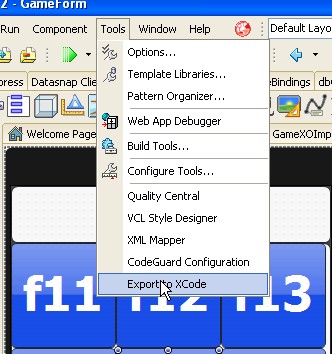 2 - GameForm
Run Component Tools Window Help Default Layo
Options...
Template Libraries...
Pattern Organizer...
press Datasnap Clien Bindings db
Web App Debugger
Build Tools...
Welcome Page GameXOImp
Configure Tools...
Quality Central
VCL Style Designer
XML Mapper
CodeGuard Configuration
Export to XCode
f11 f12 f13